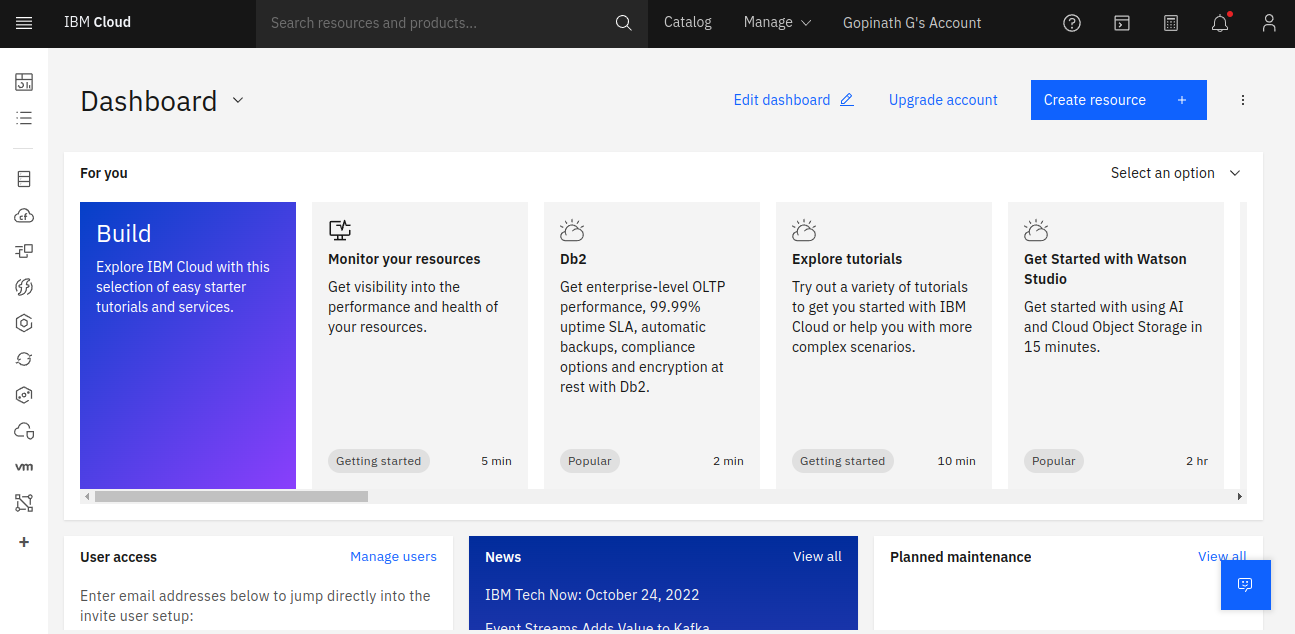 IBM Cloud
Search resources and products...
Catalog
Manage
Gopinath G's Account
Dashboard
Edit dashboard
Upgrade account
Create resource +
For you
Select an option
Build
Explore IBM Cloud with this
selection of easy starter
tutorials and services.
Monitor your resources
Get visibility into the
performance and health of
your resources.
Getting started
5 min
Db2
Get enterprise-level OLTP
performance, 99.99%
uptime SLA, automatic
backups, compliance
options and encryption at
rest with Db2.
Popular
2 min
Explore tutorials
Try out a variety of tutorials
to get you started with IBM
Cloud or help you with more
complex scenarios.
Getting started
10 min
Get Started with Watson
Studio
Get started with using AI
and Cloud Object Storage in
15 minutes.
Popular
2 hr
cf
vm
+
User access
Manage users
Enter email addresses below to jump directly into the
invite user setup:
News
View all
IBM Tech Now: October 24, 2022
Event Streams Adds Value to Kafka
Planned maintenance
View all